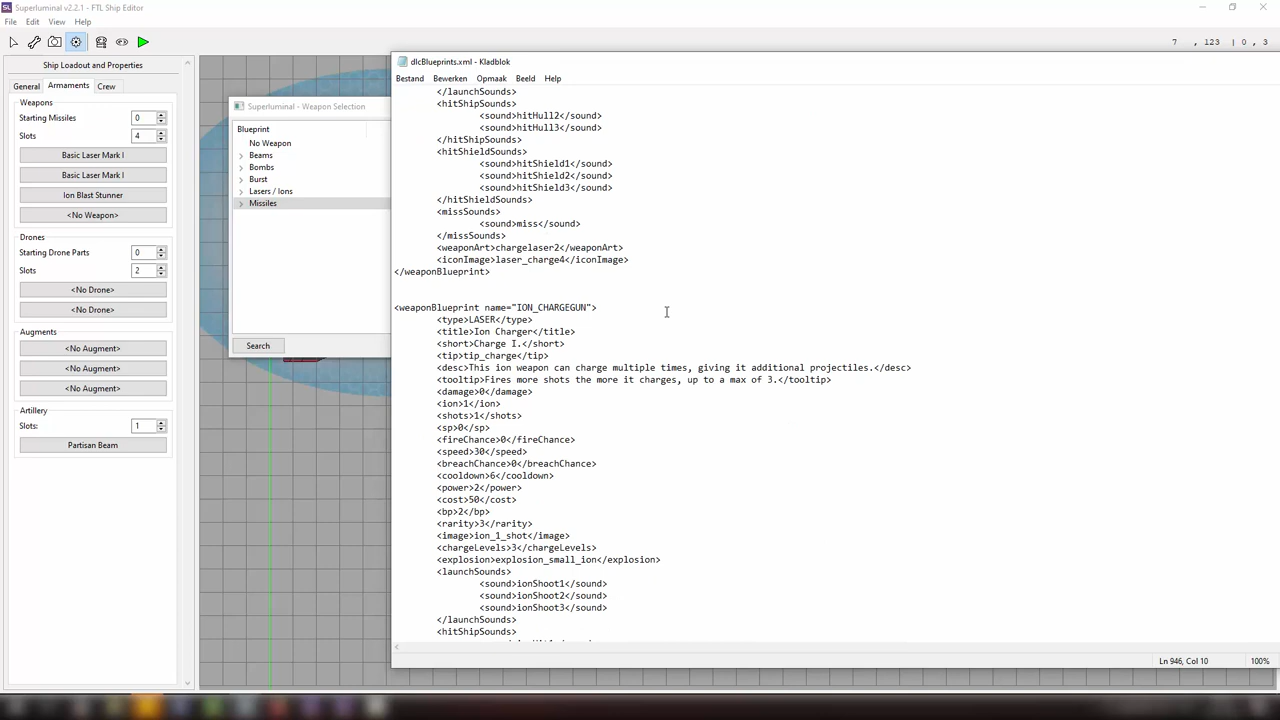 Superluminal v2.2.1 - FTL Ship Editor
File Edit View Help
7 , 123 | 0 , 3
Ship Loadout and Properties
General Armaments Crew
Weapons
Starting Missiles 0
Slots 4
Basic Laser Mark I
Basic Laser Mark I
Ion Blast Stunner
<No Weapon>
Drones
Starting Drone Parts 0
Slots 2
<No Drone>
<No Drone>
Augments
<No Augment>
<No Augment>
<No Augment>
Artillery
Slots: 1
Partisan Beam
Superluminal - Weapon Selection
Blueprint
No Weapon
Beams
Bombs
Burst
Lasers / Ions
Missiles
Search
dlcBlueprints.xml - Kladblok
Bestand Bewerken Opmaak Beeld Help
</launchSounds>
<hitShipSounds>
<sound>hitHull2</sound>
<sound>hitHull3</sound>
</hitShipSounds>
<hitShieldSounds>
<sound>hitShield1</sound>
<sound>hitShield2</sound>
<sound>hitShield3</sound>
</hitShieldSounds>
<missSounds>
<sound>miss</sound>
</missSounds>
<weaponArt>chargelaser2</weaponArt>
<iconImage>laser_charge4</iconImage>
</weaponBlueprint>
<weaponBlueprint name="ION_CHARGEGUN">
<type>LASER</type>
<title>Ion Charger</title>
<short>Charge I.</short>
<tip>tip_charge</tip>
<desc>This ion weapon can charge multiple times, giving it additional projectiles.</desc>
<tooltip>Fires more shots the more it charges, up to a max of 3.</tooltip>
<damage>0</damage>
<ion>1</ion>
<shots>1</shots>
<sp>0</sp>
<fireChance>0</fireChance>
<speed>30</speed>
<breachChance>0</breachChance>
<cooldown>6</cooldown>
<power>2</power>
<cost>50</cost>
<bp>2</bp>
<rarity>3</rarity>
<image>ion_1_shot</image>
<chargeLevels>3</chargeLevels>
<explosion>explosion_small_ion</explosion>
<launchSounds>
<sound>ionShoot1</sound>
<sound>ionShoot2</sound>
<sound>ionShoot3</sound>
</launchSounds>
<hitShipSounds>
Ln 946, Col 10
100%